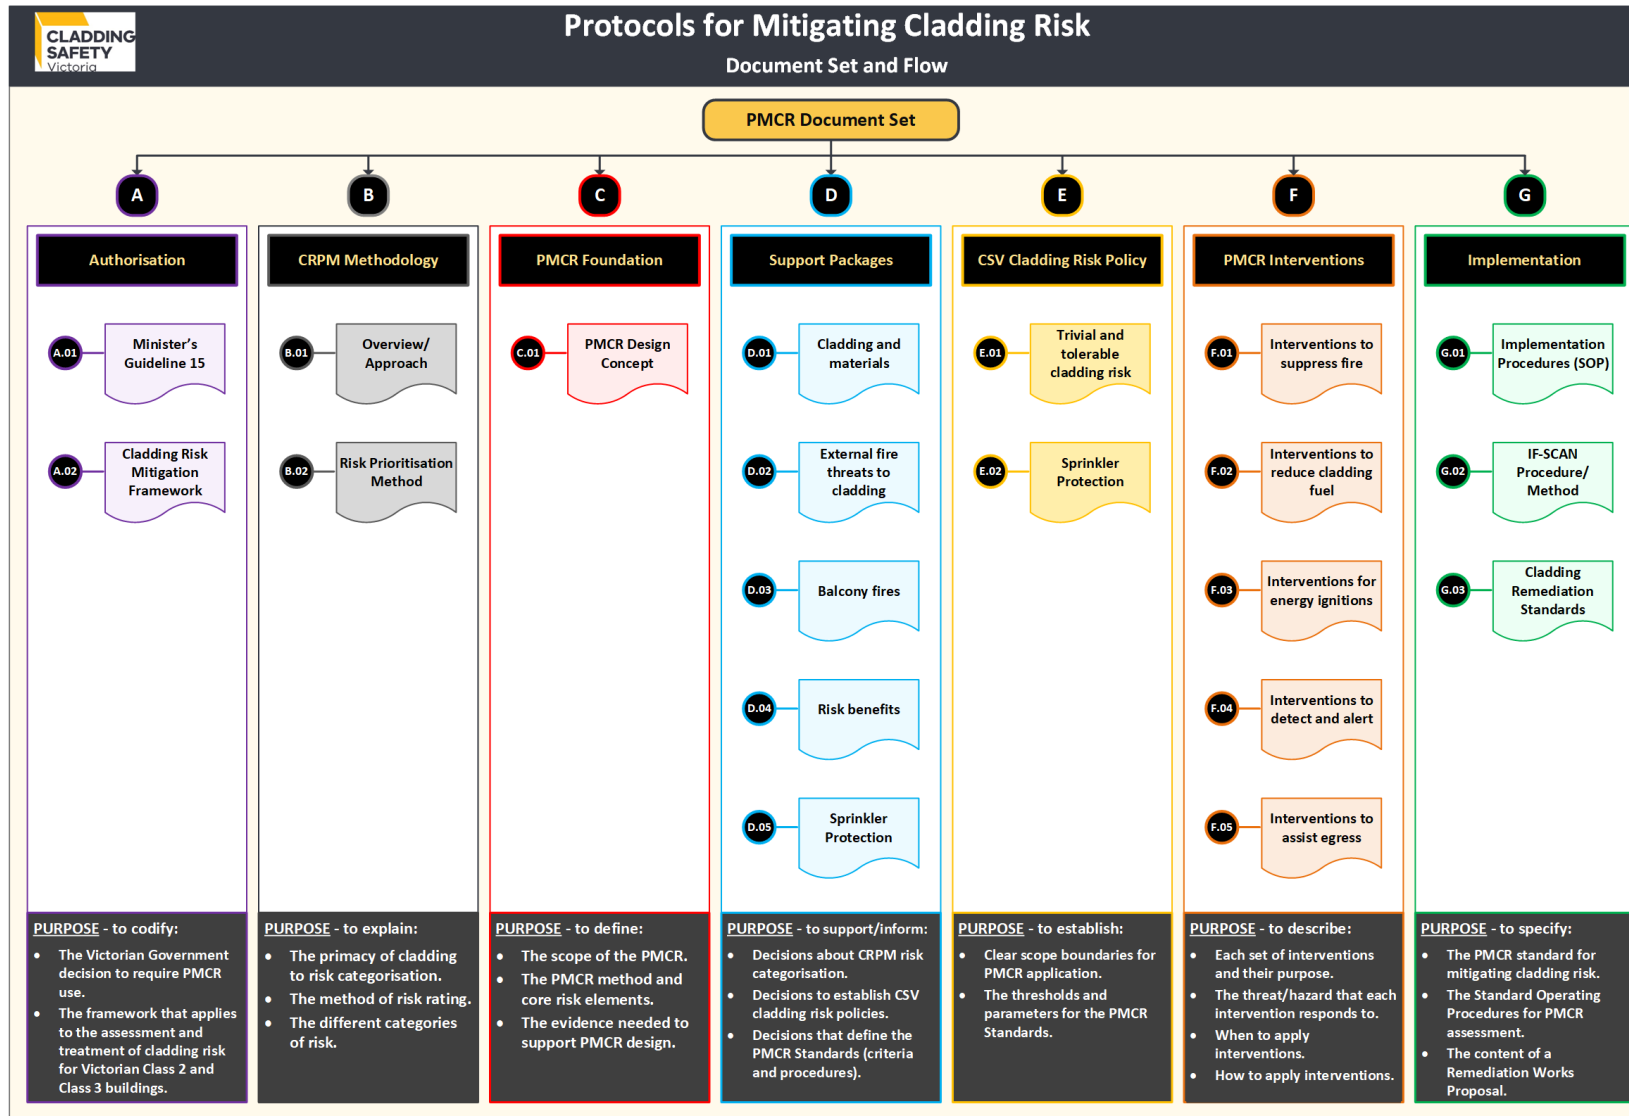 CLADDING
SAFETY
Victoria
Protocols for Mitigating Cladding Risk
Document Set and Flow
PMCR Document Set
A
B
C
D
E
F
G
Authorisation
CRPM Methodology
PMCR Foundation
Support Packages
CSV Cladding Risk Policy
PMCR Interventions
Implementation
A.01
Minister's
Guideline 15
A.02
Cladding Risk
Mitigation
Framework
B.01
Overview/
Approach
B.02
Risk Prioritisation
Method
C.01
PMCR Design
Concept
D.01
Cladding and
materials
D.02
External fire
threats to
cladding
D.03
Balcony fires
D.04
Risk benefits
D.05
Sprinkler
Protection
E.01
Trivial and
tolerable
cladding risk
E.02
Sprinkler
Protection
F.01
Interventions to
suppress fire
F.02
Interventions to
reduce cladding
fuel
F.03
Interventions for
energy ignitions
F.04
Interventions to
detect and alert
F.05
Interventions to
assist egress
G.01
Implementation
Procedures (SOP)
G.02
IF-SCAN
Procedure/
Method
G.03
Cladding
Remediation
Standards
PURPOSE - to codify:
• The Victorian Government
decision to require PMCR
use.
• The framework that applies
to the assessment and
treatment of cladding risk
for Victorian Class 2 and
Class 3 buildings.
PURPOSE - to explain:
• The primacy of cladding
to risk categorisation.
• The method of risk rating.
• The different categories
of risk.
PURPOSE - to define:
• The scope of the PMCR.
• The PMCR method and
core risk elements.
• The evidence needed to
support PMCR design.
PURPOSE - to support/inform:
• Decisions about CRPM risk
categorisation.
• Decisions to establish CSV
cladding risk policies.
• Decisions that define the
PMCR Standards (criteria
and procedures).
PURPOSE - to establish:
• Clear scope boundaries for
PMCR application.
• The thresholds and
parameters for the PMCR
Standards.
PURPOSE - to describe:
• Each set of interventions
and their purpose.
• The threat/hazard that each
intervention responds to.
• When to apply
interventions.
• How to apply interventions.
PURPOSE - to specify:
• The PMCR standard for
mitigating cladding risk.
• The Standard Operating
Procedures for PMCR
assessment.
• The content of a
Remediation Works
Proposal.